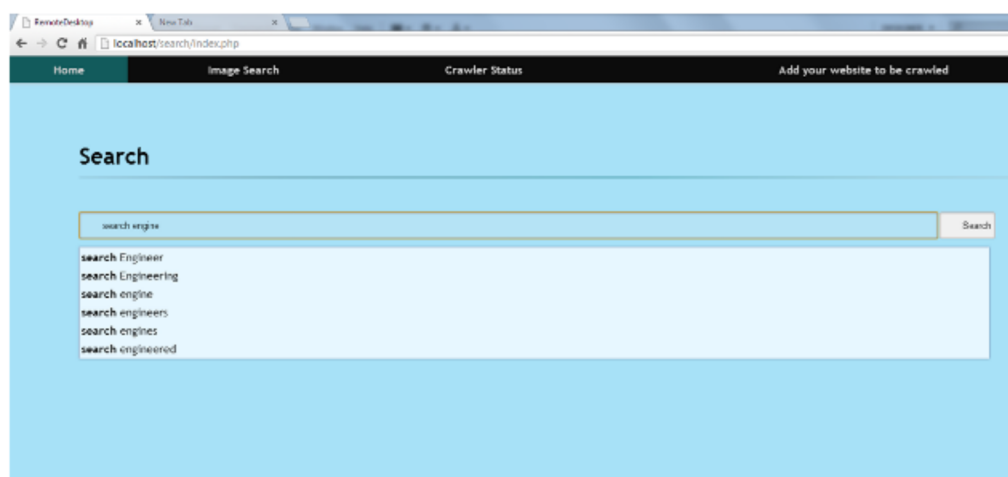 RemoteDesktop
New Tab
localhost/search/index.php
Home Image Search Crawler Status Add your website to be crawled
Search
search engine Search
search Engineer
search Engineering
search engine
search engineers
search engines
search engineered